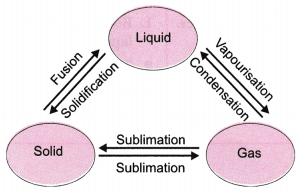 Liquid
Fusion
Solidification
Vapourisation
Condensation
Sublimation
Solid
Gas
Sublimation